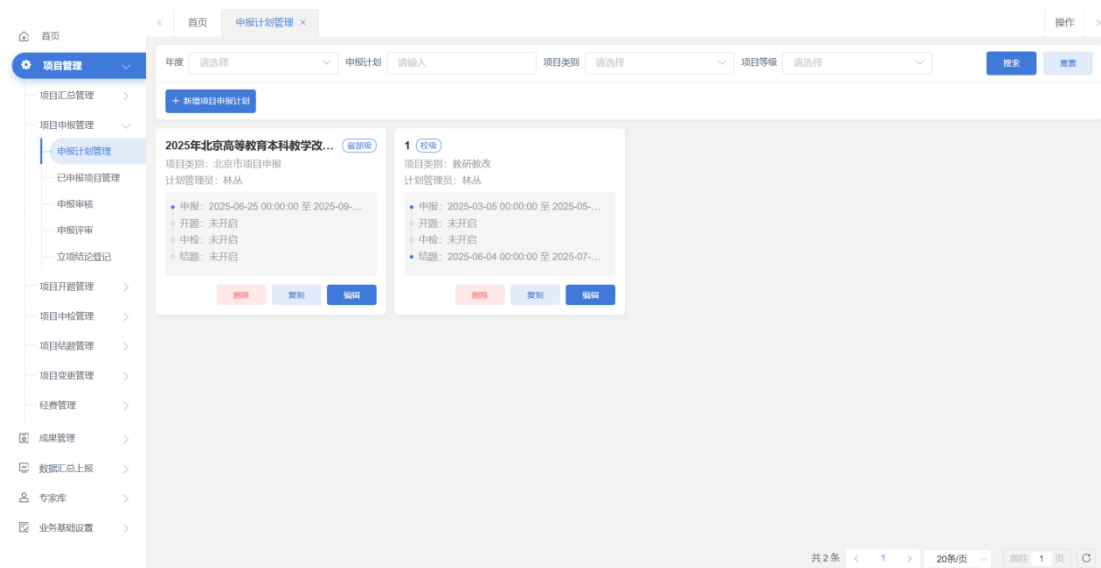 首页
项目管理
项目汇总管理
项目申报管理
申报计划管理
已申报项目管理
申报审核
申报评审
立项结论登记
项目开题管理
项目中检管理
项目结题管理
项目变更管理
经费管理
成果管理
数据汇总上报
专家库
业务基础设置
« 首页 申报计划管理 × 操作 »
年度 请选择 申报计划 请输入 项目类别 请选择 项目等级 请选择 搜索 重置
+ 新增项目申报计划
2025年北京高等教育本科教学改... 省部级
项目类别：北京市项目申报
计划管理员：林丛
申报：2025-06-25 00:00:00 至 2025-09-...
开题：未开启
中检：未开启
结题：未开启
删除 复制 编辑
1 校级
项目类别：教研教改
计划管理员：林丛
申报：2025-03-05 00:00:00 至 2025-05-...
开题：未开启
中检：未开启
结题：2025-06-04 00:00:00 至 2025-07-...
删除 复制 编辑
共 2 条 < 1 > 20条/页 前往 1 页